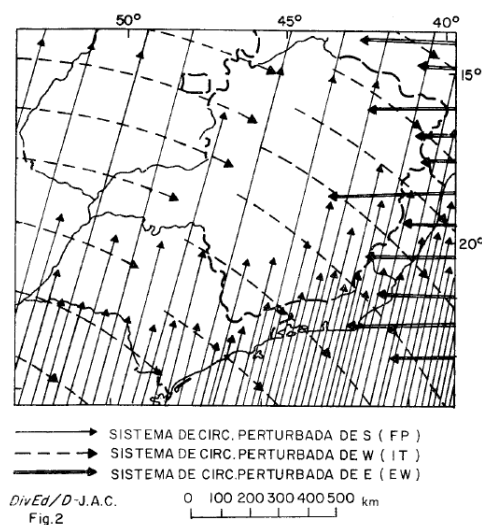 50° 45° 40°
15°
20°
SISTEMA DE CIRC. PERTURBADA DE S (FP)
SISTEMA DE CIRC. PERTURBADA DE W (IT)
SISTEMA DE CIRC. PERTURBADA DE E (EW)
DivEd/D-J.A.C.
0 100 200 300 400 500 km
Fig.2